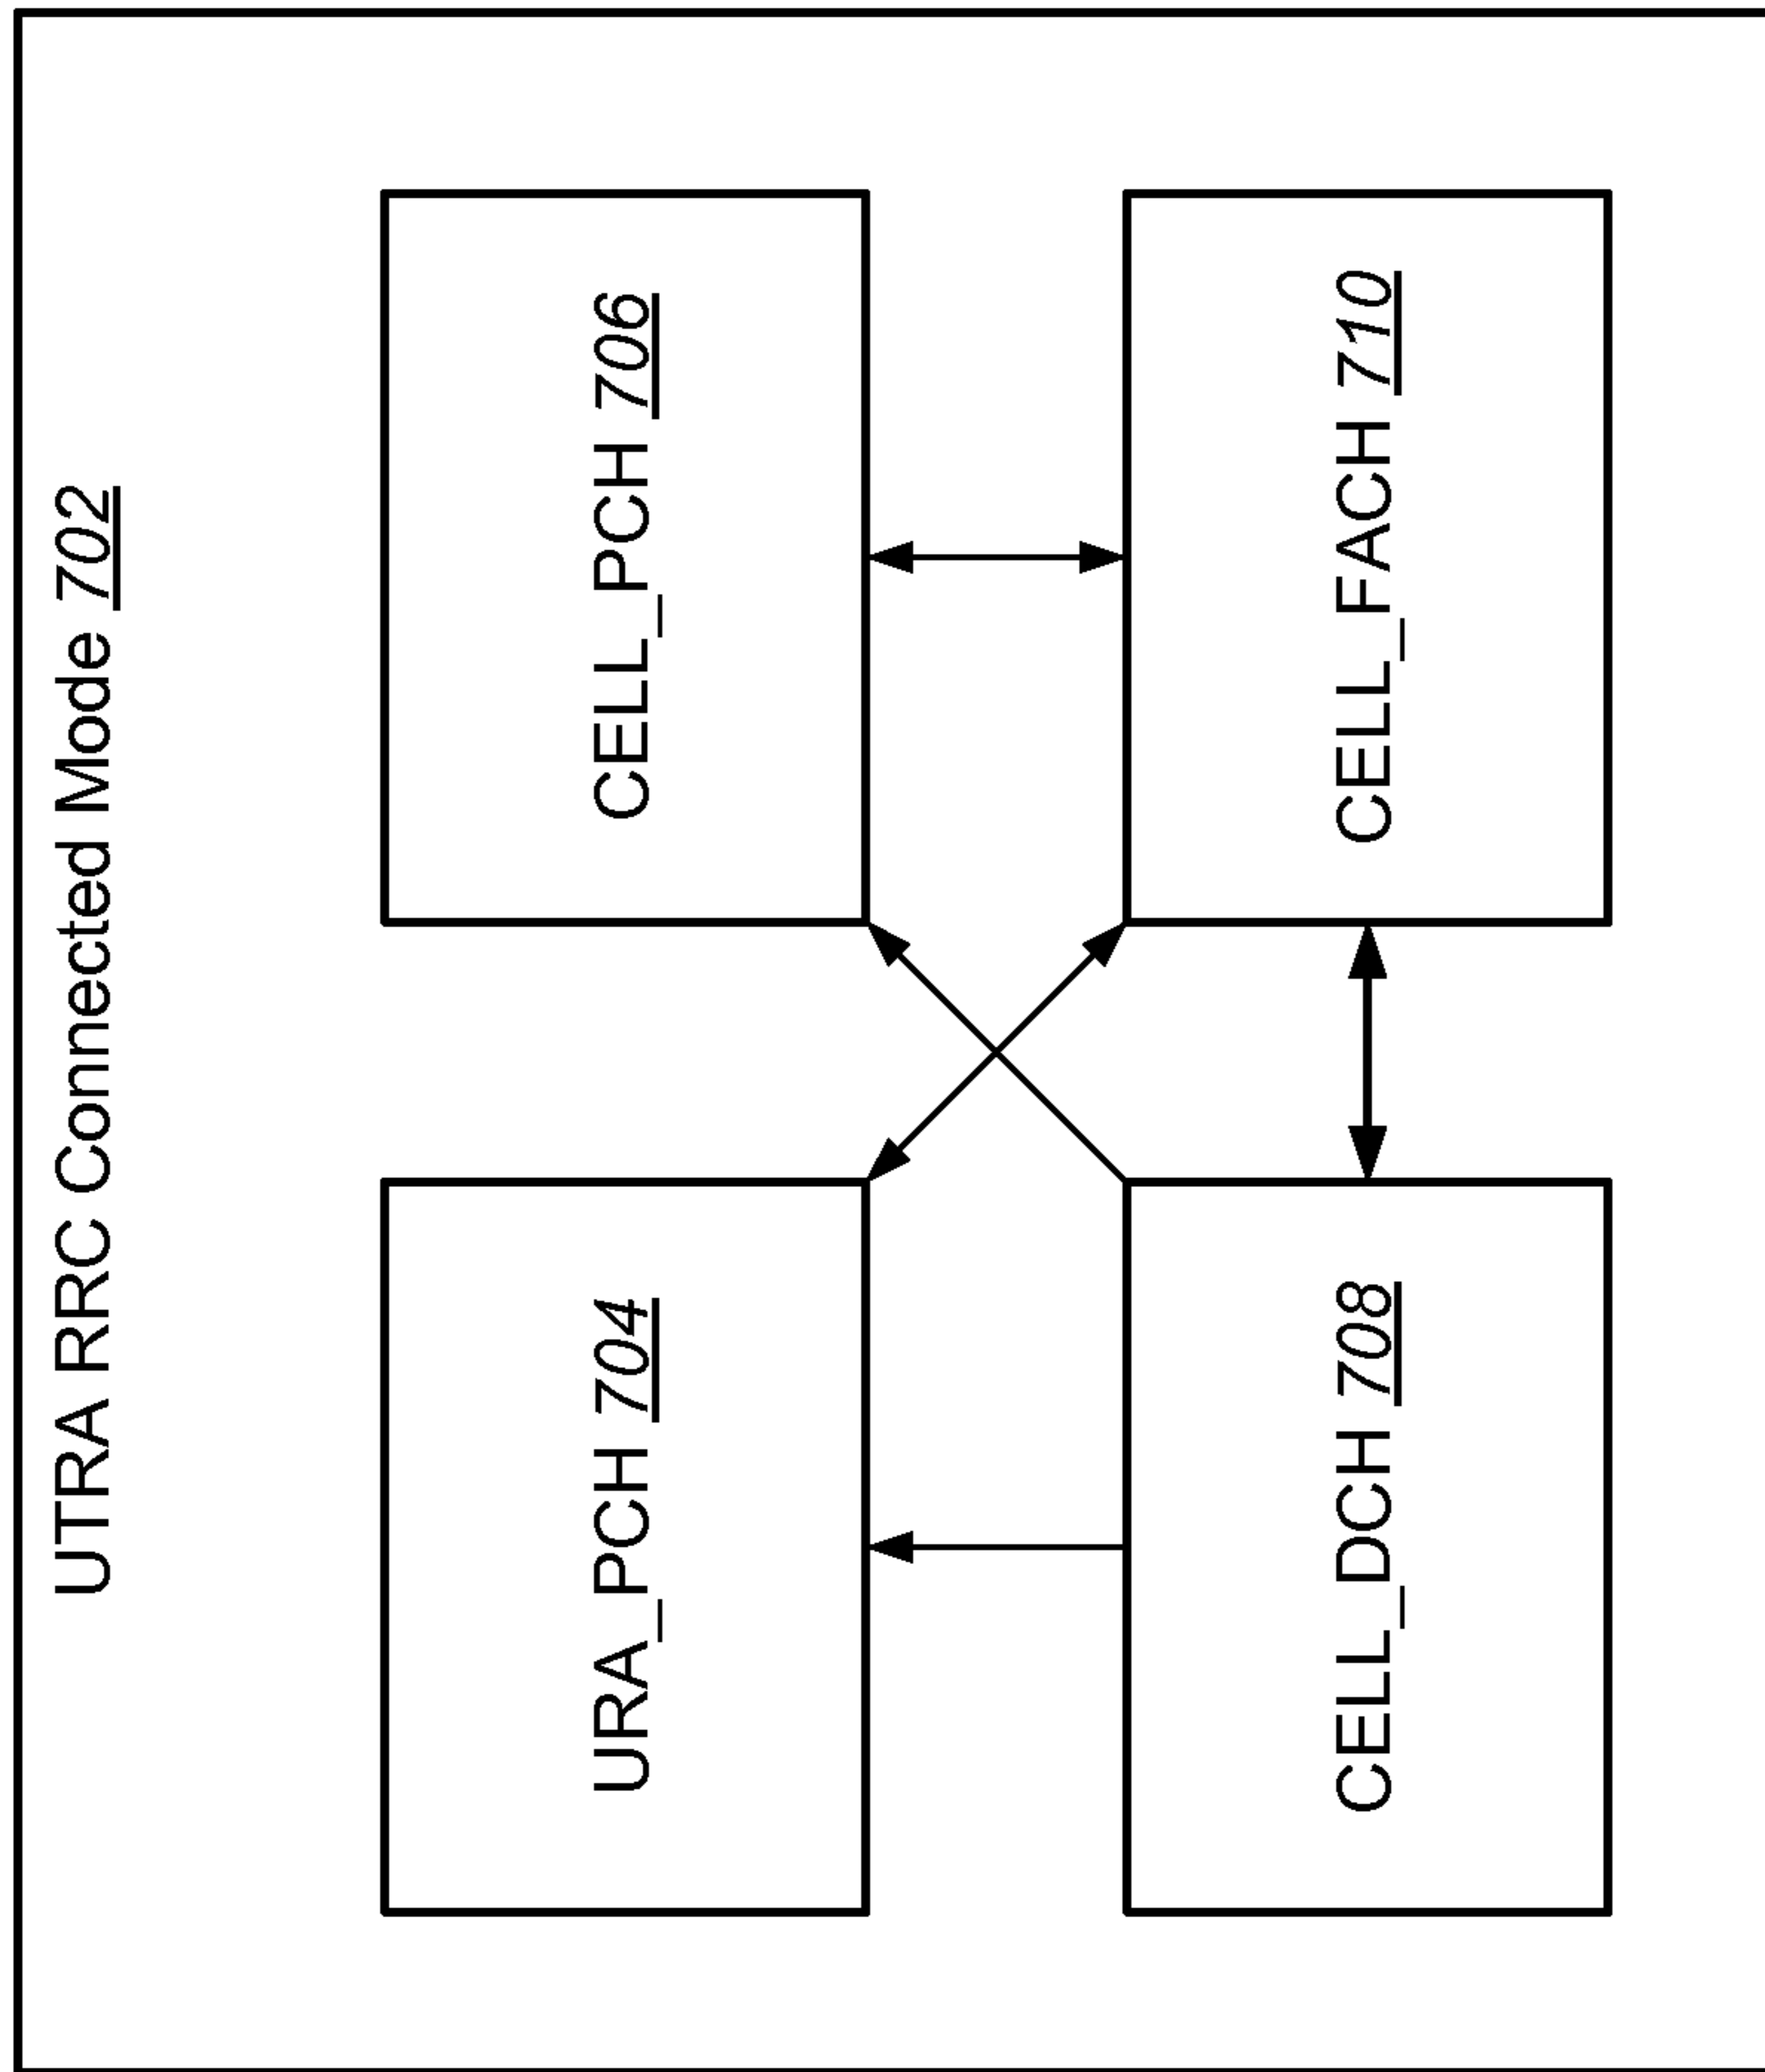 UTRA RRC Connected Mode 702
URA_PCH 704
CELL_PCH 706
CELL_DCH 708
CELL_FACH 710